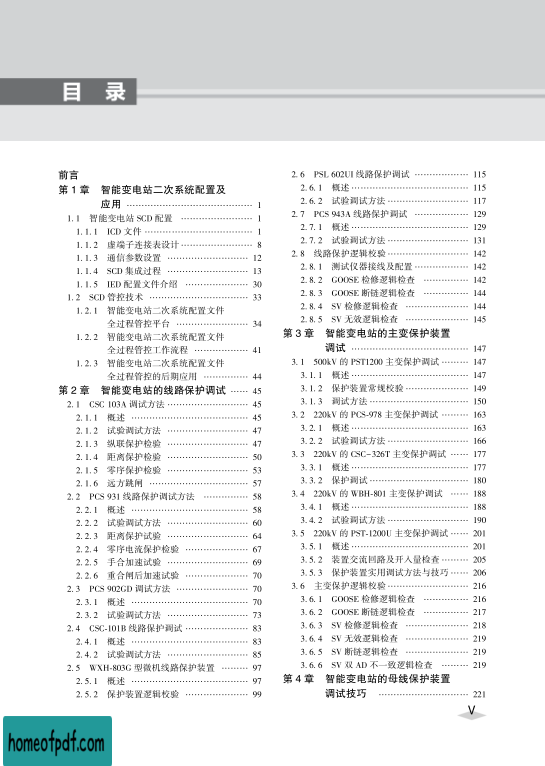 目 录
前言
第 1 章 智能变电站二次系统配置及
应用 …… 1
1. 1 智能变电站 SCD 配置 …… 1
1. 1. 1 ICD 文件 …… 1
1. 1. 2 虚端子连接表设计 …… 8
1. 1. 3 通信参数设置 …… 12
1. 1. 4 SCD 集成过程 …… 13
1. 1. 5 IED 配置文件介绍 …… 30
1. 2 SCD 管控技术 …… 33
1. 2. 1 智能变电站二次系统配置文件
全过程管控平台 …… 34
1. 2. 2 智能变电站二次系统配置文件
全过程管控工作流程 …… 41
1. 2. 3 智能变电站二次系统配置文件
全过程管控的后期应用 …… 44
第 2 章 智能变电站的线路保护调试 …… 45
2. 1 CSC 103A 调试方法 …… 45
2. 1. 1 概述 …… 45
2. 1. 2 试验调试方法 …… 47
2. 1. 3 纵联保护检验 …… 47
2. 1. 4 距离保护检验 …… 50
2. 1. 5 零序保护检验 …… 53
2. 1. 6 远方跳闸 …… 57
2. 2 PCS 931 线路保护调试方法 …… 58
2. 2. 1 概述 …… 58
2. 2. 2 试验调试方法 …… 60
2. 2. 3 距离保护试验 …… 64
2. 2. 4 零序电流保护检验 …… 67
2. 2. 5 手合加速试验 …… 69
2. 2. 6 重合闸后加速试验 …… 70
2. 3 PCS 902GD 调试方法 …… 70
2. 3. 1 概述 …… 70
2. 3. 2 试验调试方法 …… 73
2. 4 CSC-101B 线路保护调试 …… 83
2. 4. 1 概述 …… 83
2. 4. 2 试验调试方法 …… 85
2. 5 WXH-803G 型微机线路保护装置 …… 97
2. 5. 1 概述 …… 97
2. 5. 2 保护装置逻辑校验 …… 99
2. 6 PSL 602UI 线路保护调试 …… 115
2. 6. 1 概述 …… 115
2. 6. 2 试验调试方法 …… 117
2. 7 PCS 943A 线路保护调试 …… 129
2. 7. 1 概述 …… 129
2. 7. 2 试验调试方法 …… 131
2. 8 线路保护逻辑校验 …… 142
2. 8. 1 测试仪器接线及配置 …… 142
2. 8. 2 GOOSE 检修逻辑检验 …… 142
2. 8. 3 GOOSE 断链逻辑检验 …… 144
2. 8. 4 SV 检修逻辑检验 …… 144
2. 8. 5 SV 无效逻辑检验 …… 145
第 3 章 智能变电站的主变保护装置
调试 …… 147
3. 1 500kV 的 PST1200 主变保护调试 …… 147
3. 1. 1 概述 …… 147
3. 1. 2 保护装置常规校验 …… 149
3. 1. 3 调试方法 …… 150
3. 2 220kV 的 PCS-978 主变保护调试 …… 163
3. 2. 1 概述 …… 163
3. 2. 2 试验调试方法 …… 166
3. 3 220kV 的 CSC-326T 主变保护调试 …… 177
3. 3. 1 概述 …… 177
3. 3. 2 保护调试 …… 180
3. 4 220kV 的 WBH-801 主变保护调试 …… 188
3. 4. 1 概述 …… 188
3. 4. 2 试验调试方法 …… 190
3. 5 220kV 的 PST-1200U 主变保护调试 …… 201
3. 5. 1 概述 …… 201
3. 5. 2 装置交流回路及开入量检查 …… 205
3. 5. 3 保护装置实用调试方法与技巧 …… 206
3. 6 主变保护逻辑校验 …… 216
3. 6. 1 GOOSE 检修逻辑检验 …… 216
3. 6. 2 GOOSE 断链逻辑检验 …… 217
3. 6. 3 SV 检修逻辑检验 …… 218
3. 6. 4 SV 无效逻辑检验 …… 219
3. 6. 5 SV 断链逻辑检验 …… 219
3. 6. 6 SV 双 AD 不一致逻辑检验 …… 219
第 4 章 智能变电站的母线保护装置
调试技巧 …… 221
V
homeofpdf.com